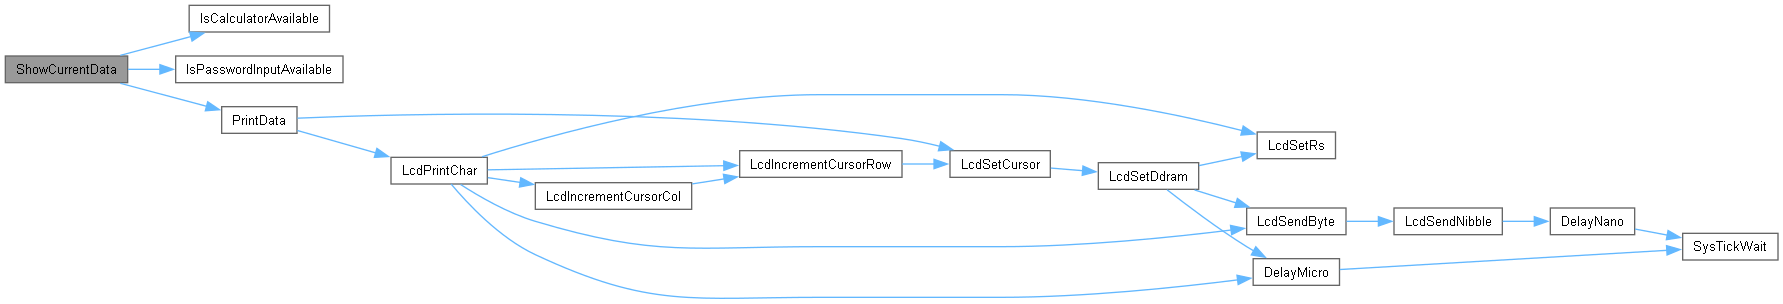 IsCalculatorAvailable
ShowCurrentData
IsPasswordInputAvailable
PrintData
LcdPrintChar
LcdIncrementCursorRow
LcdIncrementCursorCol
LcdSetCursor
LcdSetDdram
LcdSetRs
LcdSendByte
LcdSendNibble
DelayNano
DelayMicro
SysTickWait